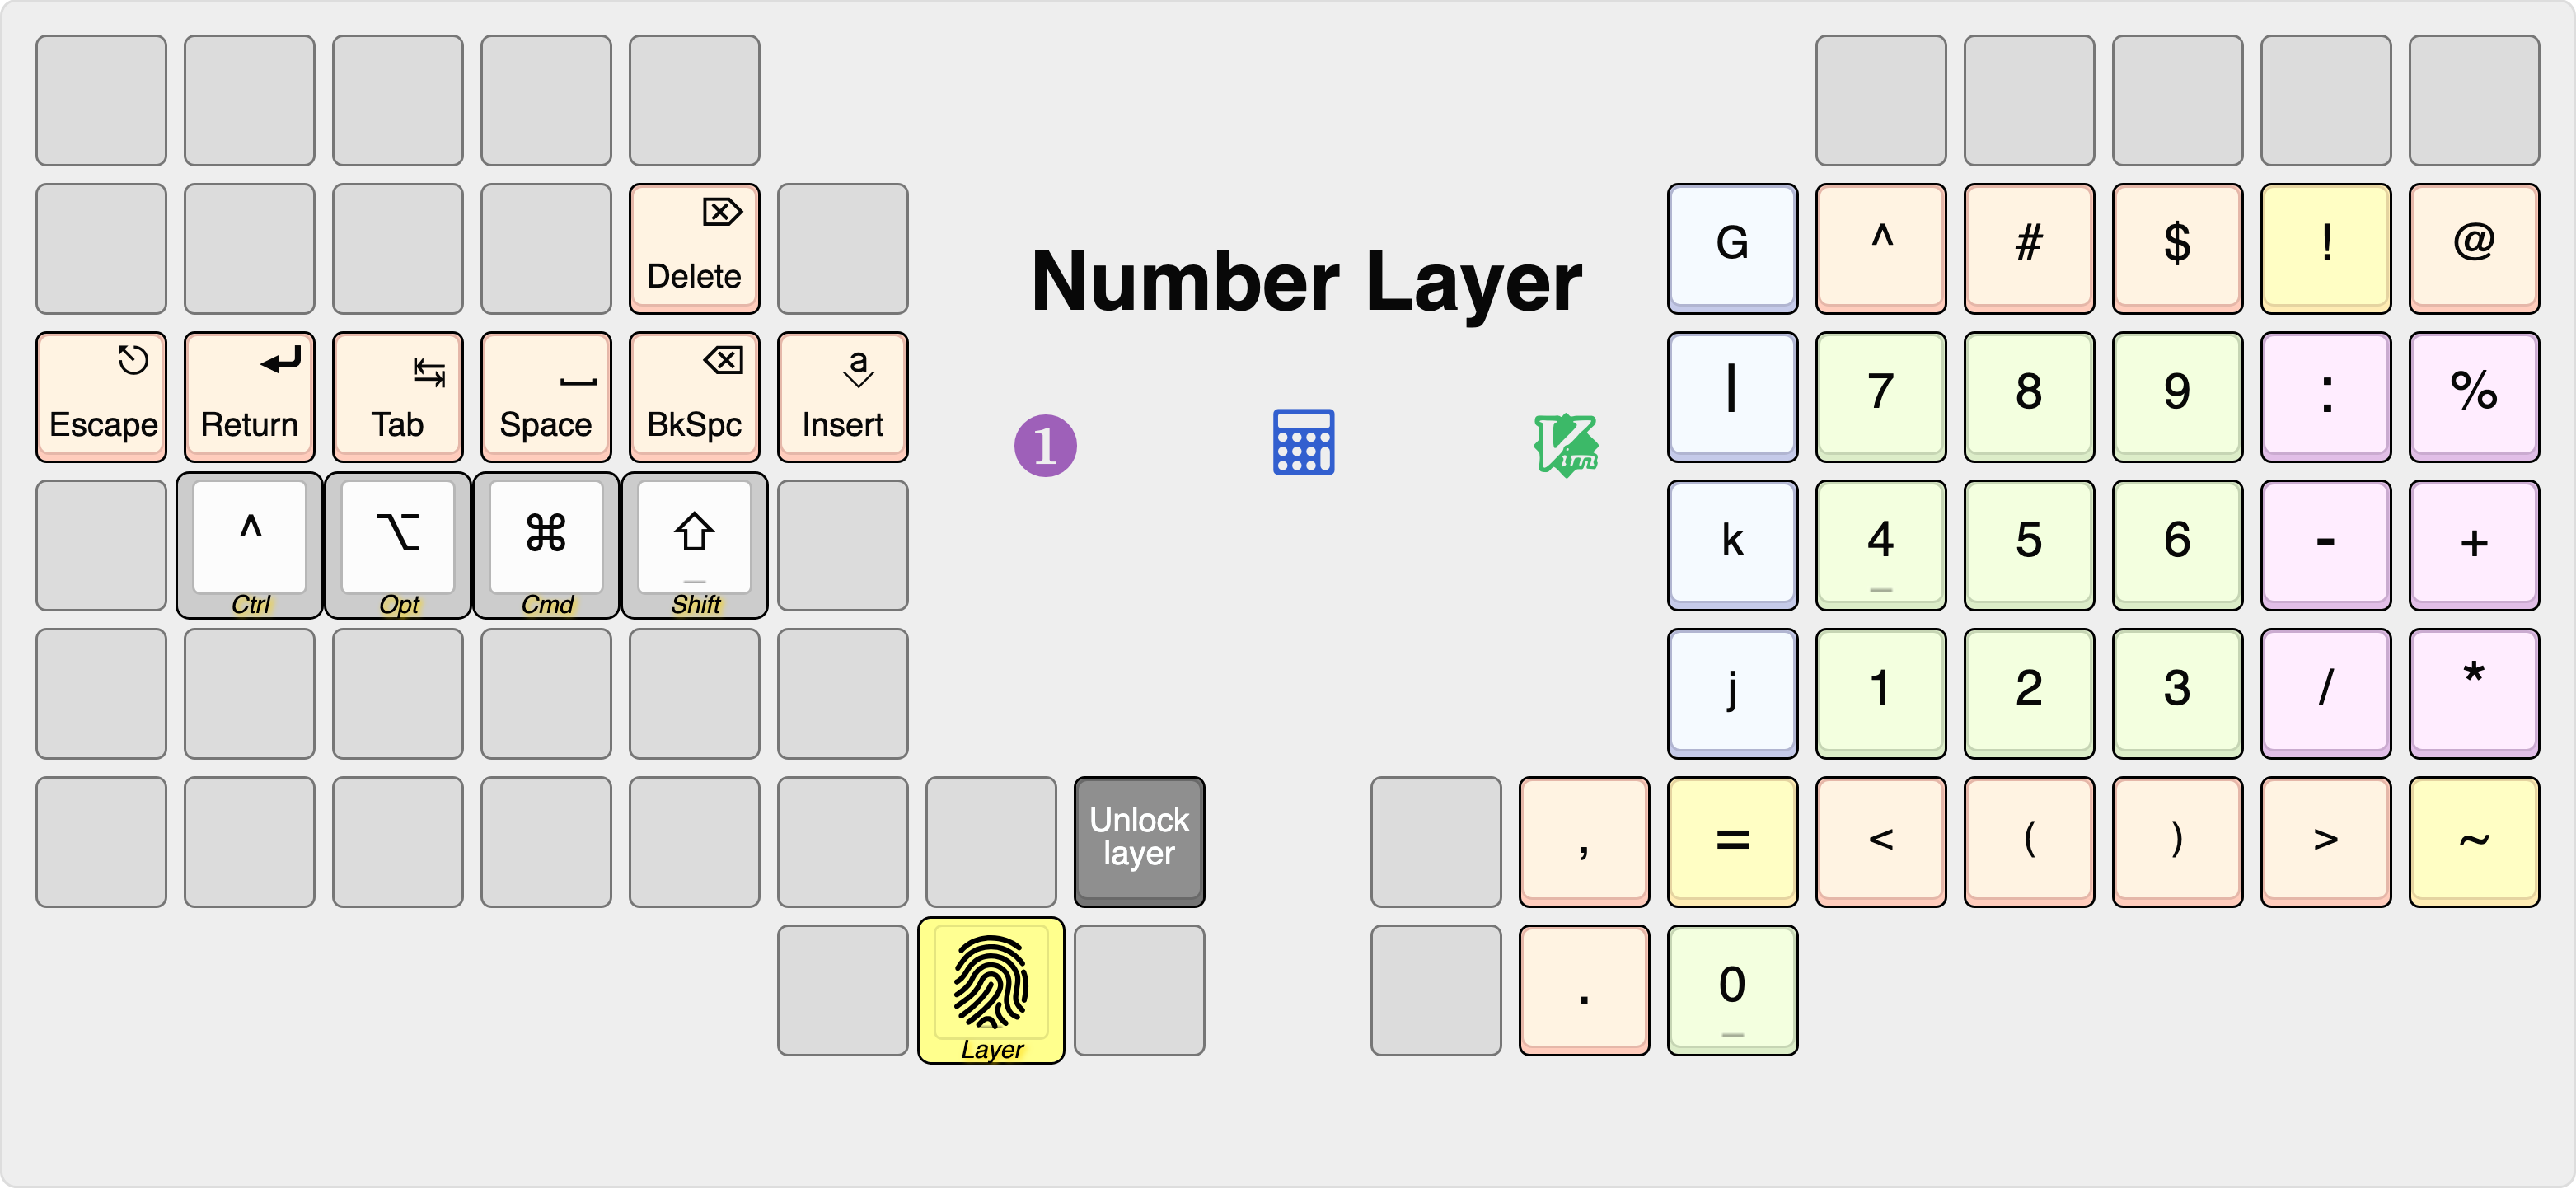 Delete
Number Layer
G ^ # $ ! @
Escape Return Tab Space BkSpc a Insert
1
Vim
| 7 8 9 : %
^ ⌥ ⌘ ⇧
Ctrl Opt Cmd Shift
k 4 5 6 - +
j 1 2 3 / *
Unlock
layer
, = < ( ) > ~
Layer
. 0